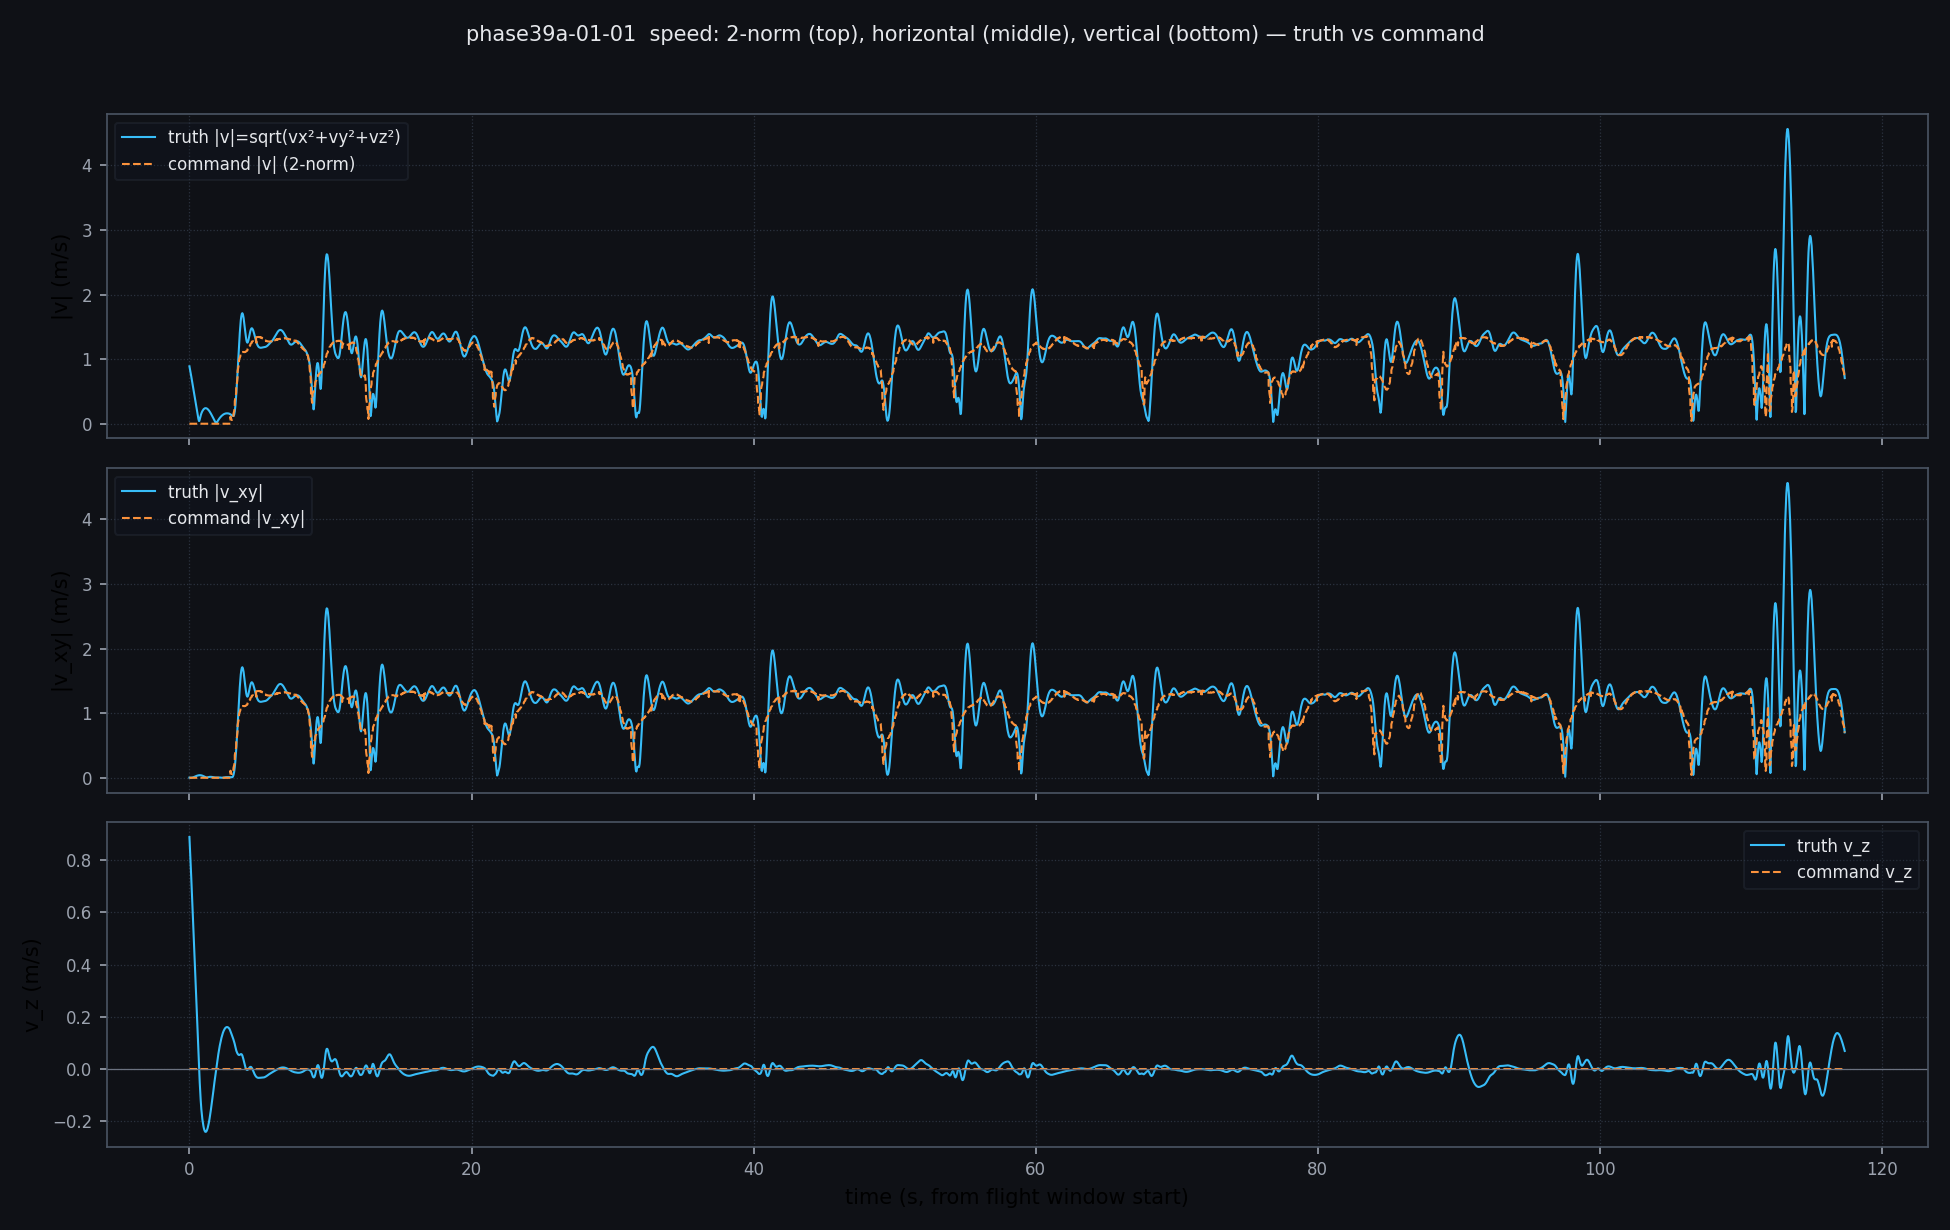 phase39a-01-01  speed: 2-norm (top), horizontal (middle), vertical (bottom) — truth vs command
truth |v|=sqrt(vx²+vy²+vz²)
command |v| (2-norm)
|v| (m/s)
4
3
2
1
0
truth |v_xy|
command |v_xy|
|v_xy| (m/s)
4
3
2
1
0
truth v_z
command v_z
v_z (m/s)
0.8
0.6
0.4
0.2
0.0
−0.2
0 20 40 60 80 100 120
time (s, from flight window start)